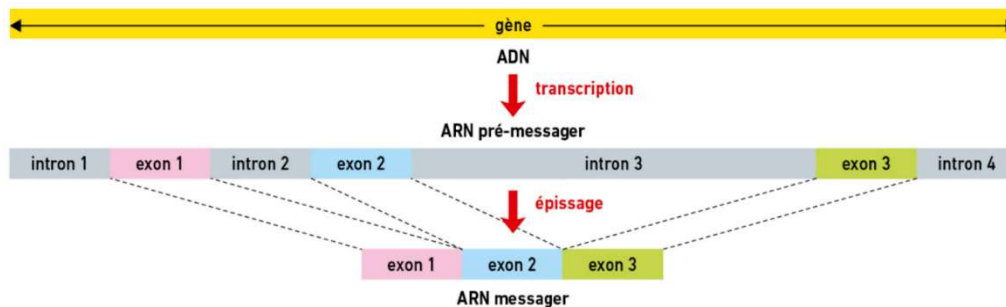 gène
ADN
transcription
ARN pré-messager
intron 1 exon 1 intron 2 exon 2 intron 3 exon 3 intron 4
épissage
exon 1 exon 2 exon 3
ARN messager